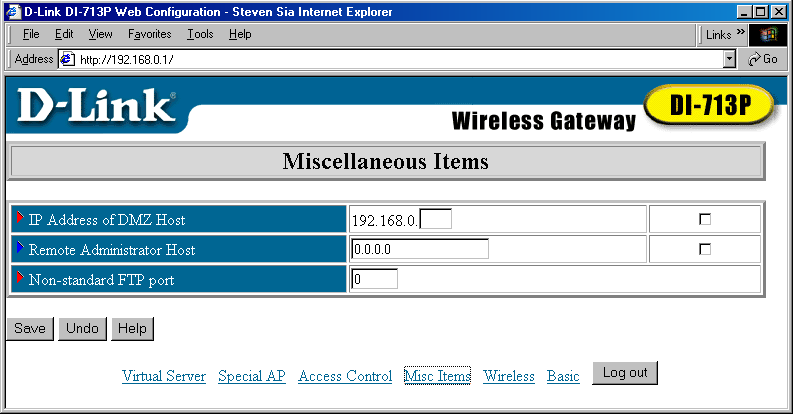 D-Link DI-713P Web Configuration - Steven Sia Internet Explorer
File Edit View Favorites Tools Help Links »
Address http://192.168.0.1/ Go
D-Link®
Wireless Gateway DI-713P
Miscellaneous Items
IP Address of DMZ Host 192.168.0.
Remote Administrator Host 0.0.0.0
Non-standard FTP port 0
Save Undo Help
Virtual Server Special AP Access Control Misc Items Wireless Basic Log out